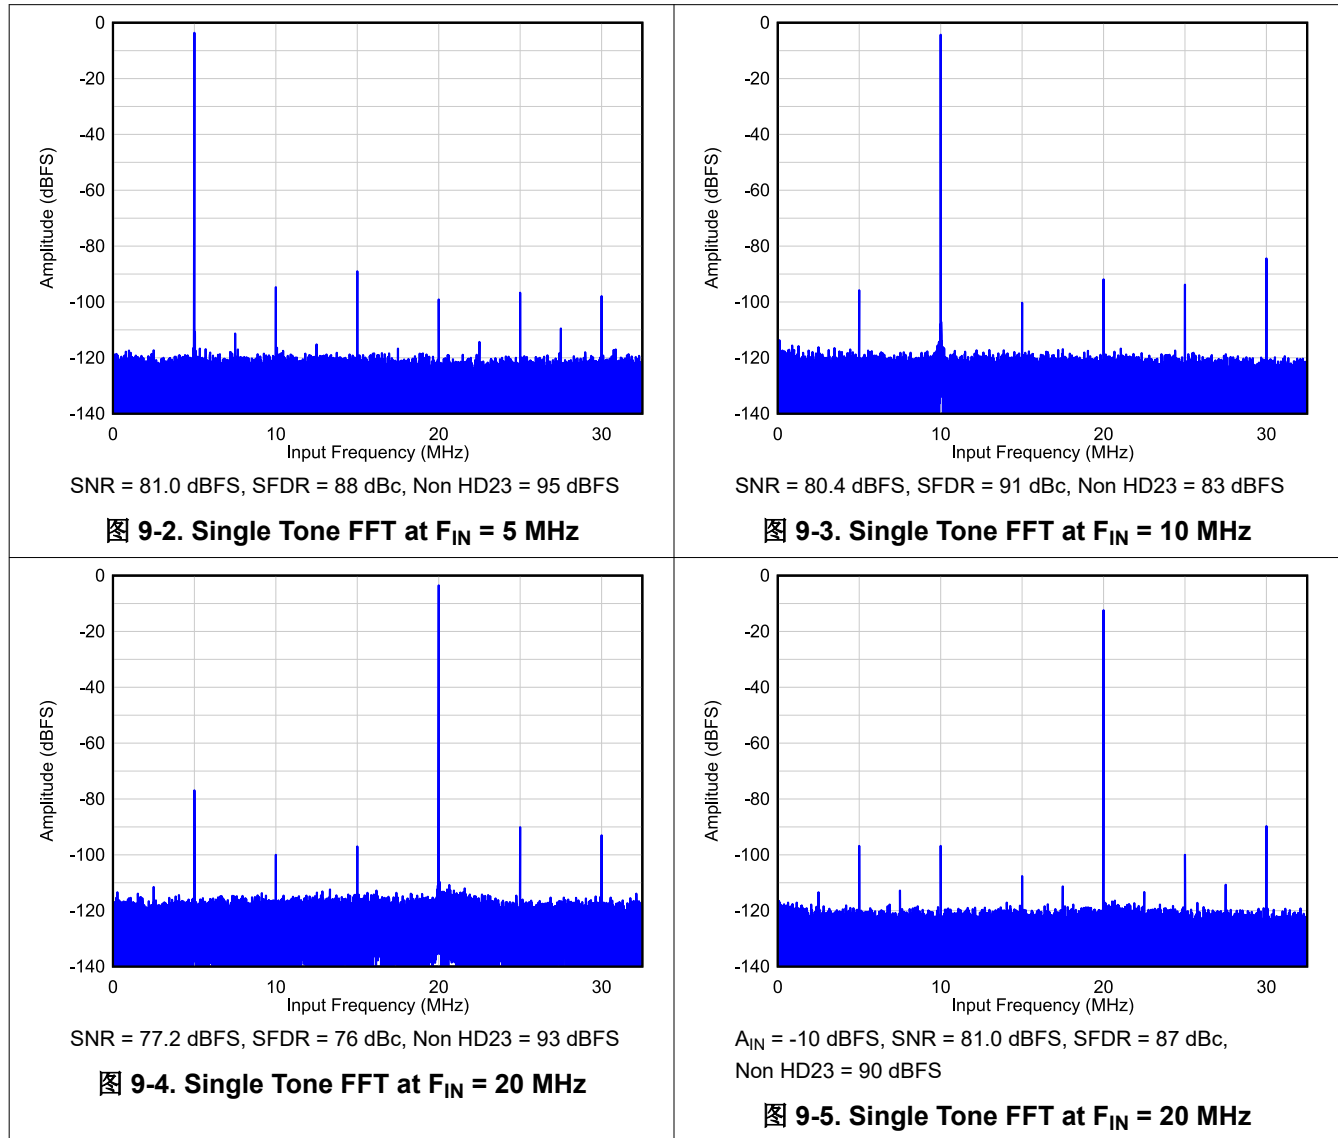 0
-20
-40
-60
-80
-100
-120
-140
Amplitude (dBFS)
0 10 20 30
Input Frequency (MHz)
SNR = 81.0 dBFS, SFDR = 88 dBc, Non HD23 = 95 dBFS
图 9-2. Single Tone FFT at FIN = 5 MHz
0
-20
-40
-60
-80
-100
-120
-140
Amplitude (dBFS)
0 10 20 30
Input Frequency (MHz)
SNR = 80.4 dBFS, SFDR = 91 dBc, Non HD23 = 83 dBFS
图 9-3. Single Tone FFT at FIN = 10 MHz
0
-20
-40
-60
-80
-100
-120
-140
Amplitude (dBFS)
0 10 20 30
Input Frequency (MHz)
SNR = 77.2 dBFS, SFDR = 76 dBc, Non HD23 = 93 dBFS
图 9-4. Single Tone FFT at FIN = 20 MHz
0
-20
-40
-60
-80
-100
-120
-140
Amplitude (dBFS)
0 10 20 30
Input Frequency (MHz)
AIN = -10 dBFS, SNR = 81.0 dBFS, SFDR = 87 dBc,
Non HD23 = 90 dBFS
图 9-5. Single Tone FFT at FIN = 20 MHz